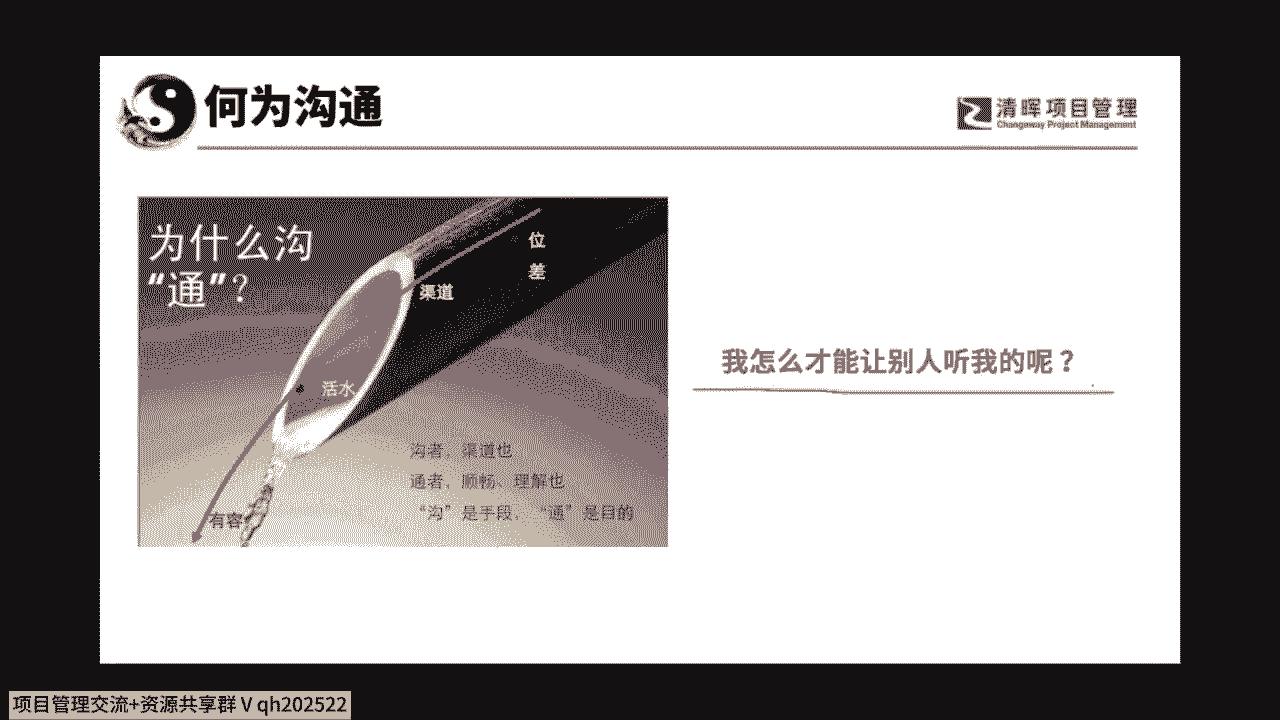 何为沟通
清晖项目管理
Changeway Project Management
为什么沟
“通”?
位
差
渠道
活水
我怎么才能让别人听我的呢？
沟者，渠道也
通者，顺畅、理解也
“沟”是手段，“通”是目的
有容
项目管理交流+资源共享群 V qh202522